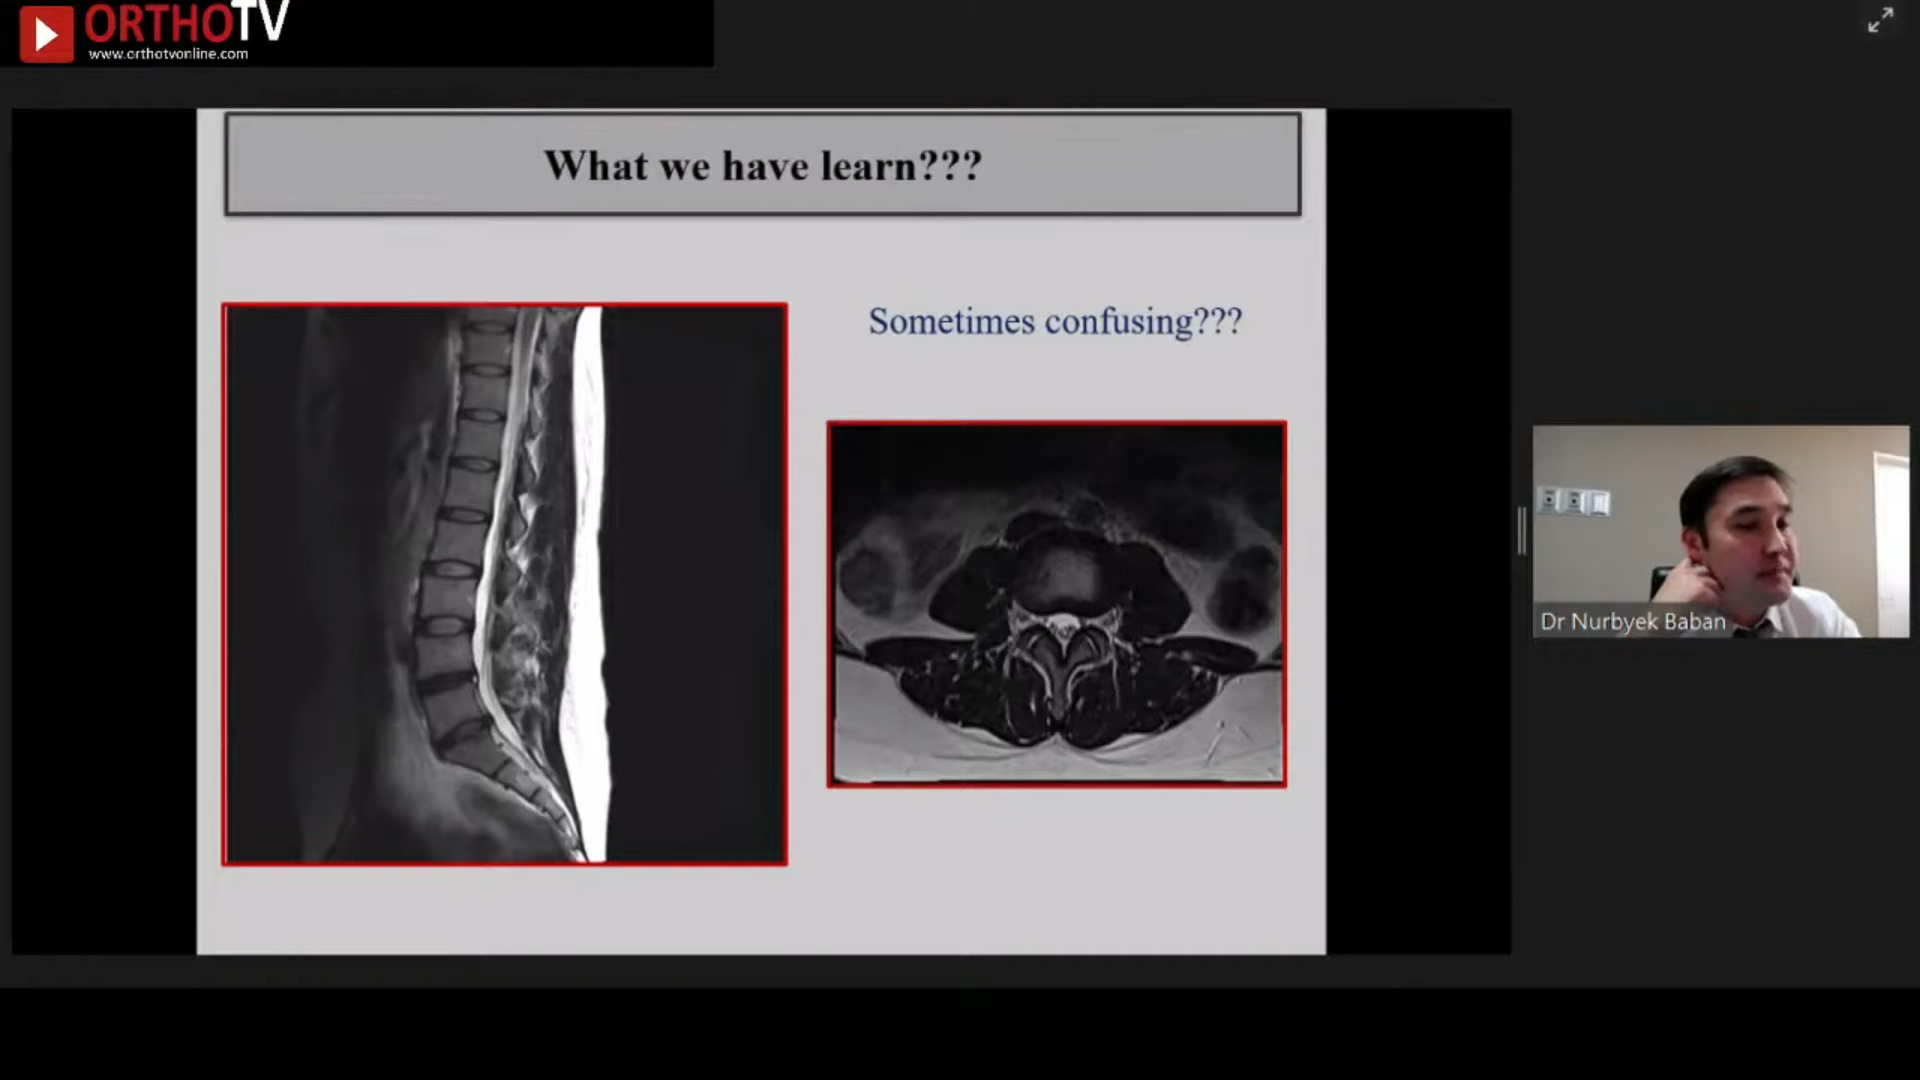 ORTHOTV
www.orthotvonline.com
What we have learn???
Sometimes confusing???
Dr Nurbyek Baban